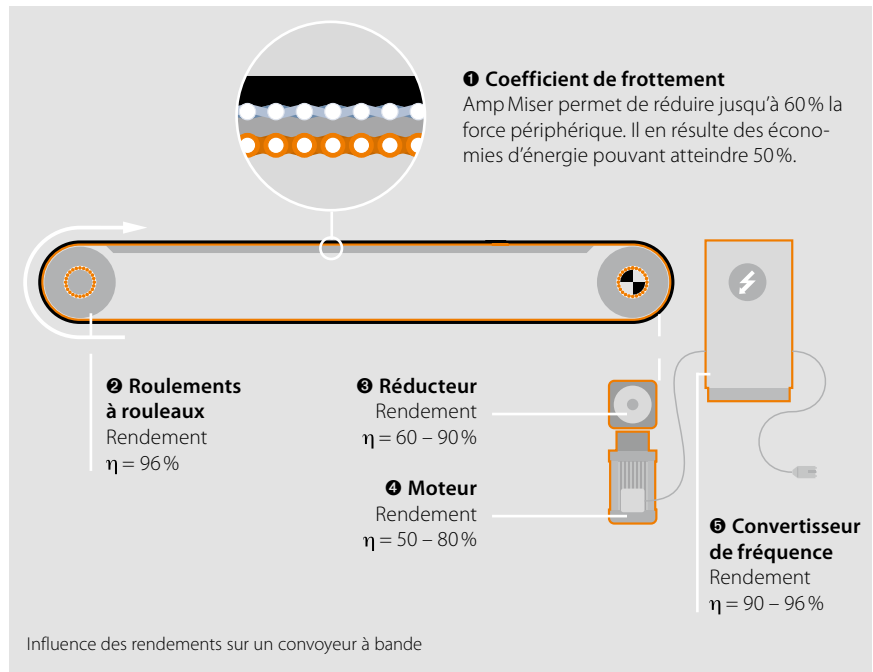 ❶ Coefficient de frottement
Amp Miser permet de réduire jusqu'à 60 % la
force périphérique. Il en résulte des écono-
mies d'énergie pouvant atteindre 50 %.
❷ Roulements
à rouleaux
Rendement
η = 96 %
❸ Réducteur
Rendement
η = 60 – 90 %
❹ Moteur
Rendement
η = 50 – 80 %
❺ Convertisseur
de fréquence
Rendement
η = 90 – 96 %
Influence des rendements sur un convoyeur à bande